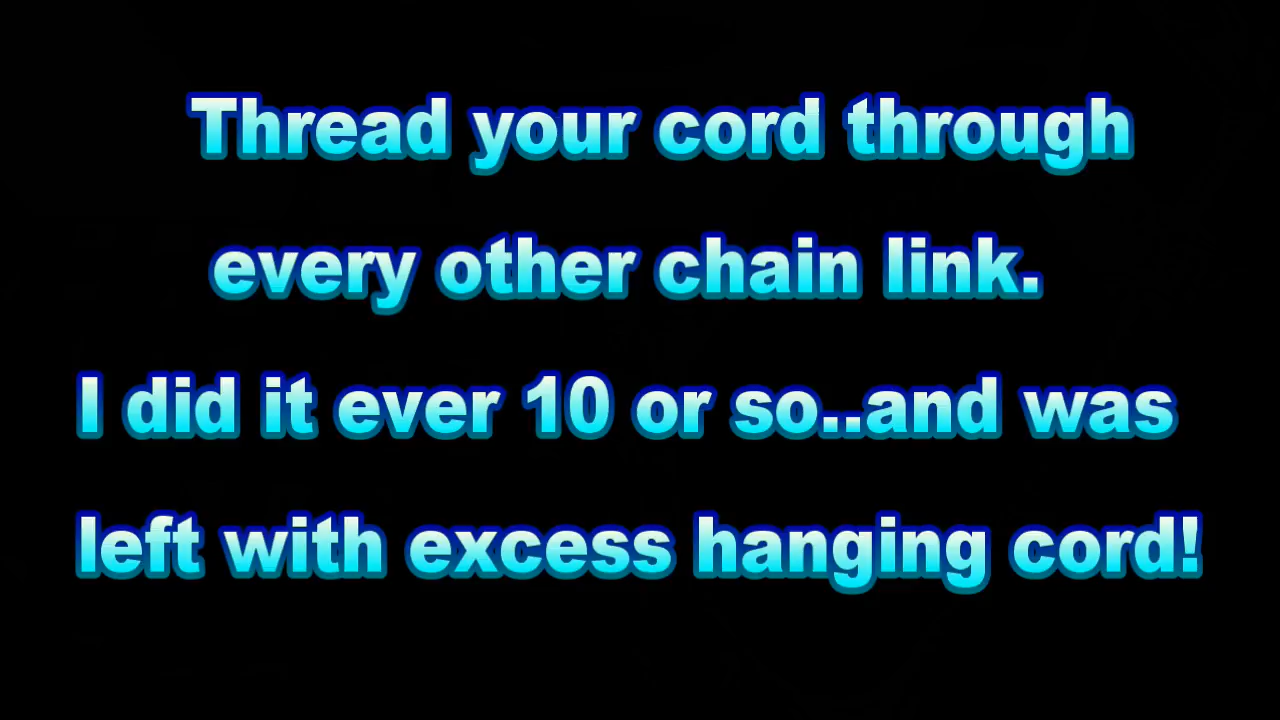 Thread your cord through
every other chain link.
I did it ever 10 or so..and was
left with excess hanging cord!